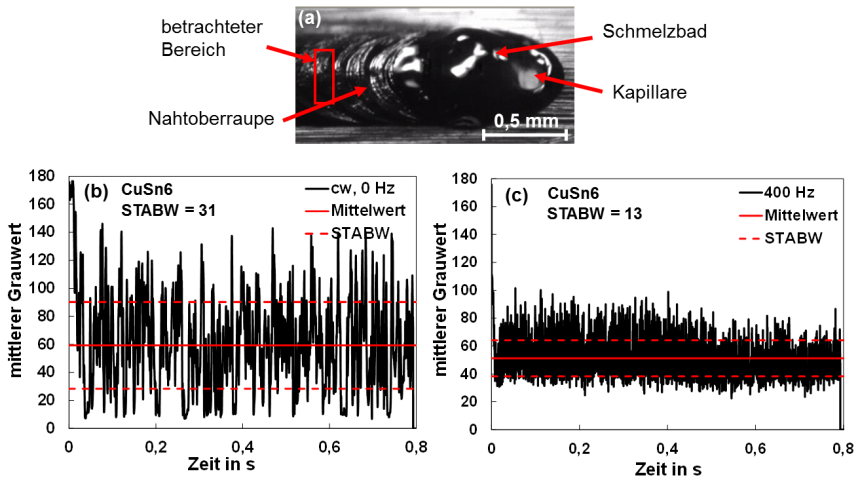 (a)
betrachteter
Bereich
Schmelzbad
Kapillare
Nahtoberraupe
0,5 mm
(b)
CuSn6
STABW = 31
cw, 0 Hz
Mittelwert
STABW
mittlerer Grauwert
180
160
140
120
100
80
60
40
20
0
0
0,2
0,4
0,6
0,8
Zeit in s
(c)
CuSn6
STABW = 13
400 Hz
Mittelwert
STABW
mittlerer Grauwert
180
160
140
120
100
80
60
40
20
0
0
0,2
0,4
0,6
0,8
Zeit in s